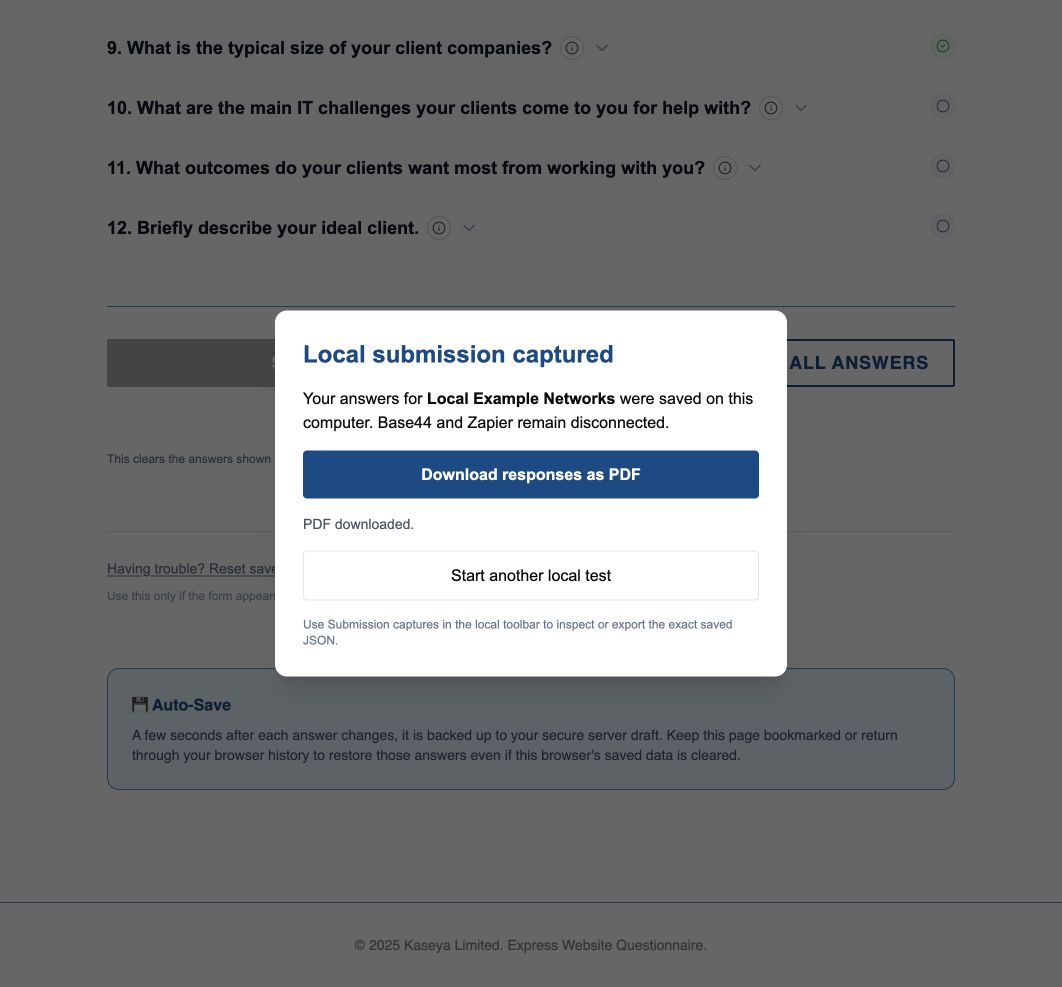 9. What is the typical size of your client companies?
10. What are the main IT challenges your clients come to you for help with?
11. What outcomes do your clients want most from working with you?
12. Briefly describe your ideal client.
ALL ANSWERS
Local submission captured
Your answers for Local Example Networks were saved on this
computer. Base44 and Zapier remain disconnected.
Download responses as PDF
PDF downloaded.
Start another local test
Use Submission captures in the local toolbar to inspect or export the exact saved
JSON.
This clears the answers shown
Having trouble? Reset save
Use this only if the form appears
💾 Auto-Save
A few seconds after each answer changes, it is backed up to your secure server draft. Keep this page bookmarked or return
through your browser history to restore those answers even if this browser's saved data is cleared.
© 2025 Kaseya Limited. Express Website Questionnaire.